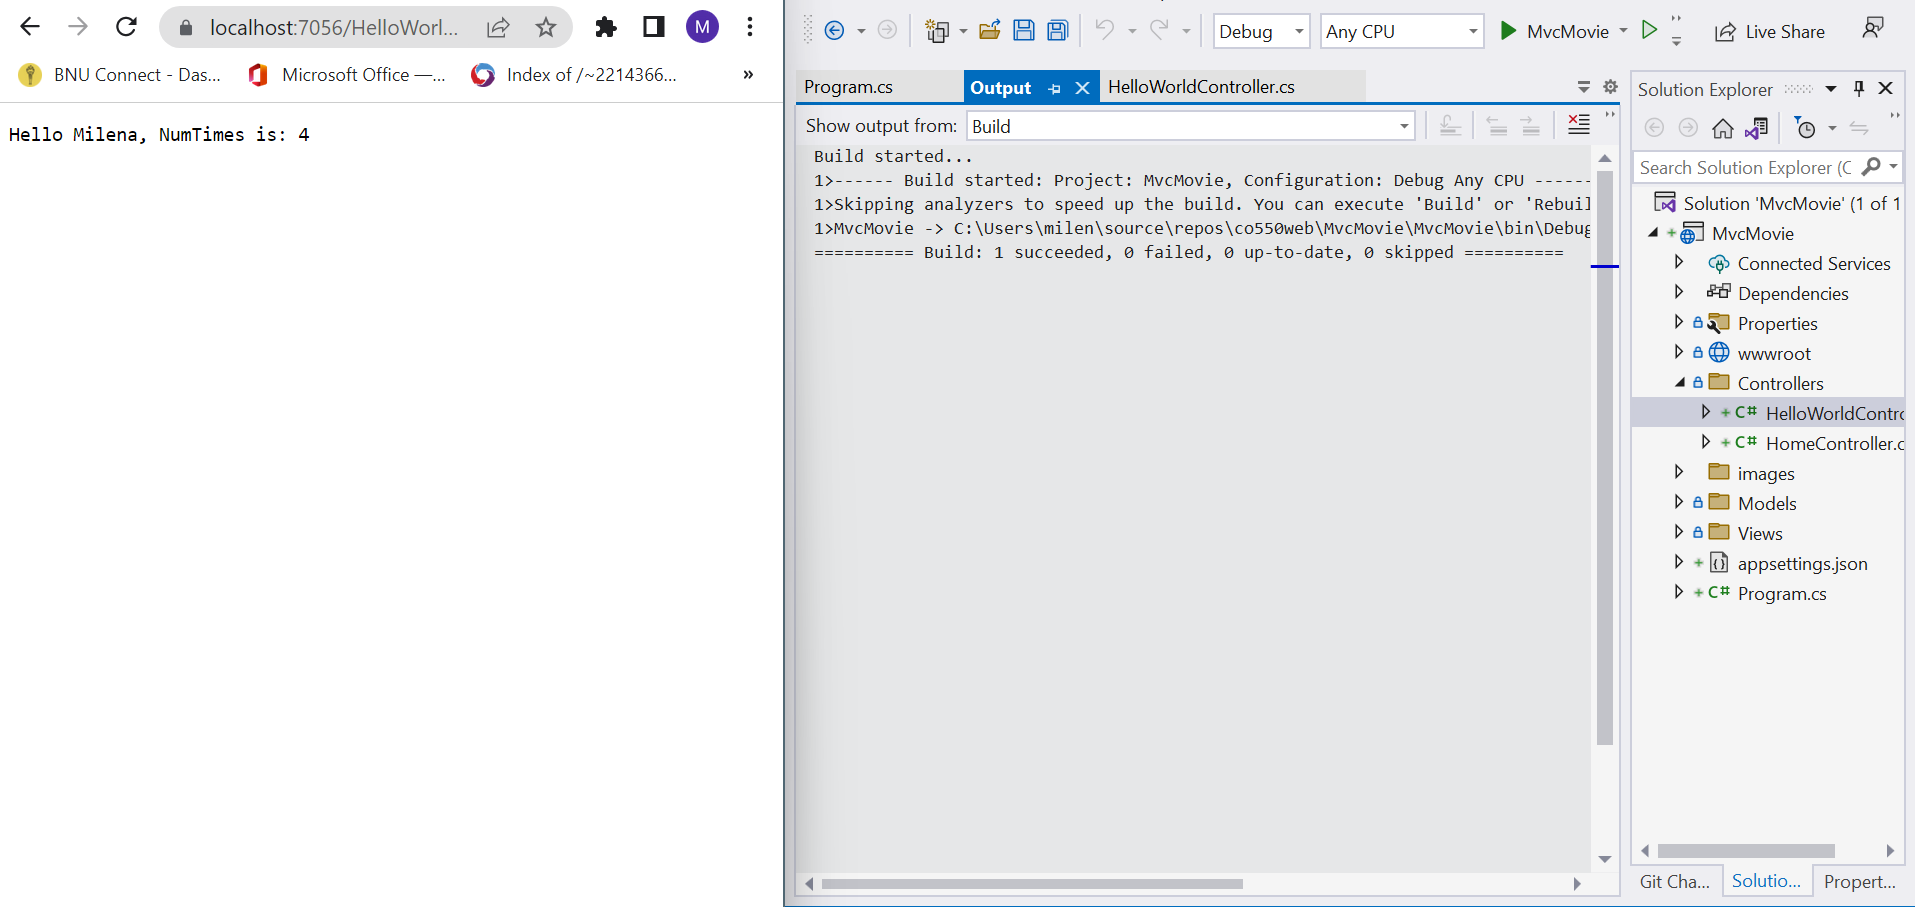 localhost:7056/HelloWorl...
M
BNU Connect - Das...
Microsoft Office —...
Index of /~2214366...
»
Hello Milena, NumTimes is: 4
Debug
Any CPU
MvcMovie
Live Share
Program.cs
Output
HelloWorldController.cs
Show output from:
Build
Build started...
1>------ Build started: Project: MvcMovie, Configuration: Debug Any CPU ------
1>Skipping analyzers to speed up the build. You can execute 'Build' or 'Rebuil
1>MvcMovie -> C:\Users\milen\source\repos\co550web\MvcMovie\MvcMovie\bin\Debug
========== Build: 1 succeeded, 0 failed, 0 up-to-date, 0 skipped ==========
Solution Explorer
Search Solution Explorer (C
Solution 'MvcMovie' (1 of 1
MvcMovie
Connected Services
Dependencies
Properties
wwwroot
Controllers
C# HelloWorldContro
C# HomeController.c
images
Models
Views
appsettings.json
C# Program.cs
Git Cha...
Solutio...
Propert...